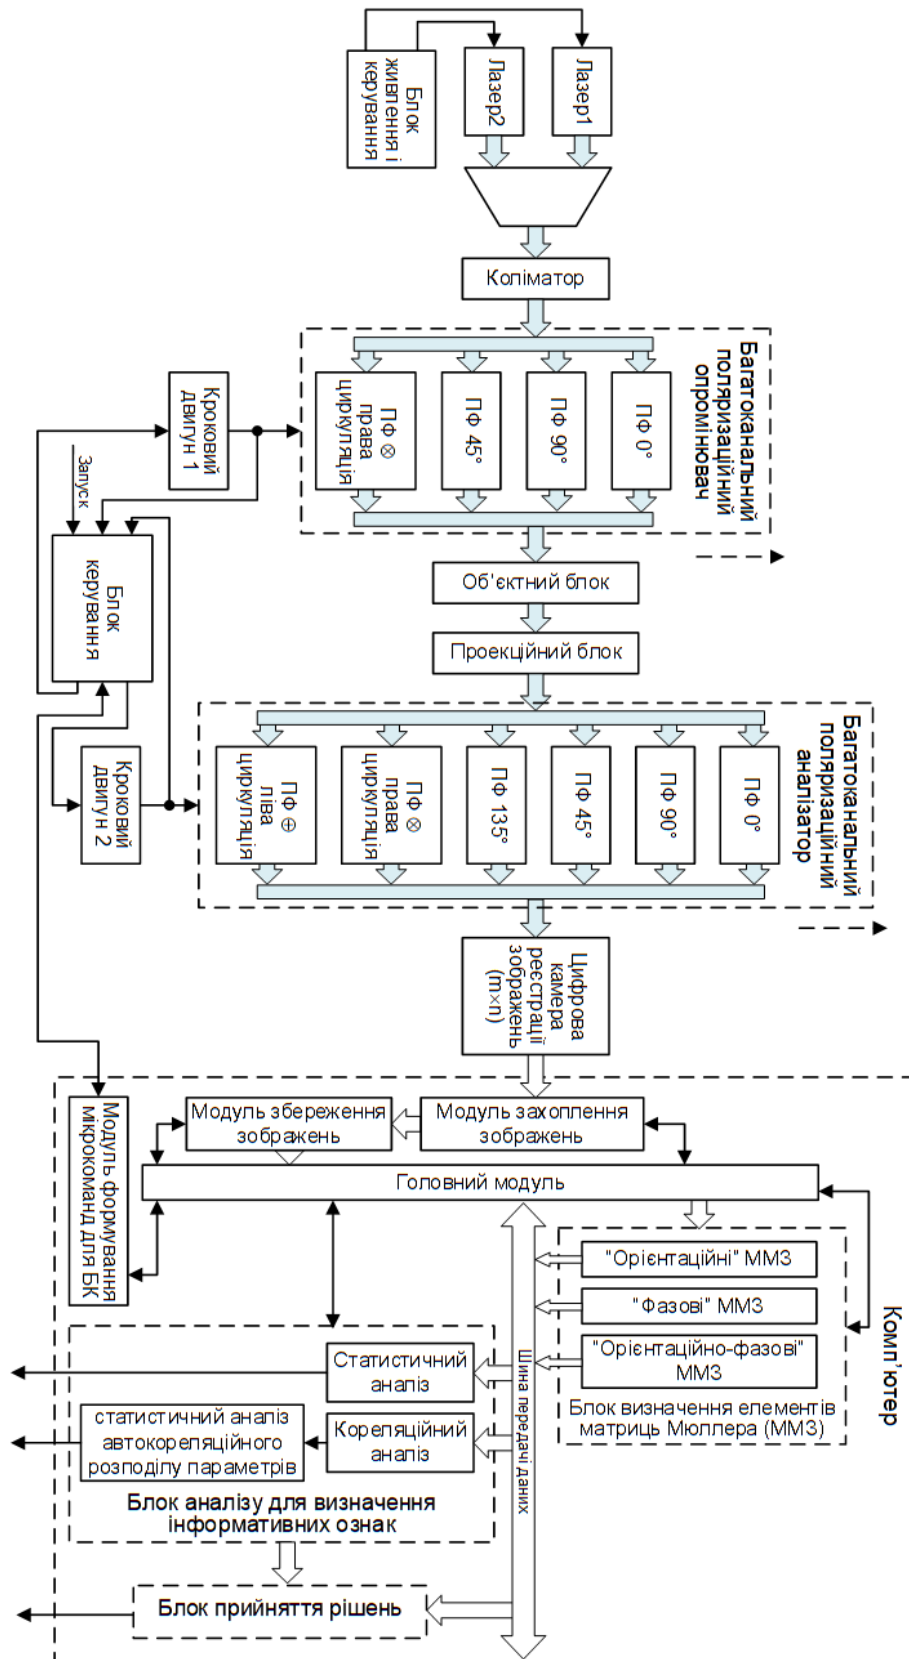 Лазер1
Лазер2
Блок
живлення і
керування
Коліматор
Багатоканальний
поляризаційний
опромінювач
ПФ 0°
ПФ 90°
ПФ 45°
ПФ ⊗
права
циркуляція
Кроковий
двигун 1
Запуск
Блок
керування
Об'єктний блок
Проекційний блок
Багатоканальний
поляризаційний
аналізатор
ПФ 0°
ПФ 90°
ПФ 45°
ПФ 135°
ПФ ⊗
права
циркуляція
ПФ ⊕
ліва
циркуляція
Кроковий
двигун 2
Цифрова
камера
реєстрації
зображень
(m×n)
Модуль формування
мікрокоманд для БК
Модуль збереження
зображень
Модуль захоплення
зображень
Головний модуль
"Орієнтаційні" ММЗ
"Фазові" ММЗ
"Орієнтаційно-фазові"
ММЗ
Блок визначення елементів
матриць Мюллера (ММЗ)
Комп'ютер
Шина передачі даних
Статистичний
аналіз
Кореляційний
аналіз
статистичний аналіз
автокореляційного
розподілу параметрів
Блок аналізу для визначення
інформативних ознак
Блок прийняття рішень